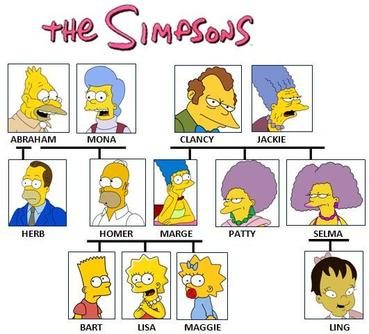 the SIMPSONS
ABRAHAM MONA CLANCY JACKIE
HERB HOMER MARGE PATTY SELMA
BART LISA MAGGIE LING